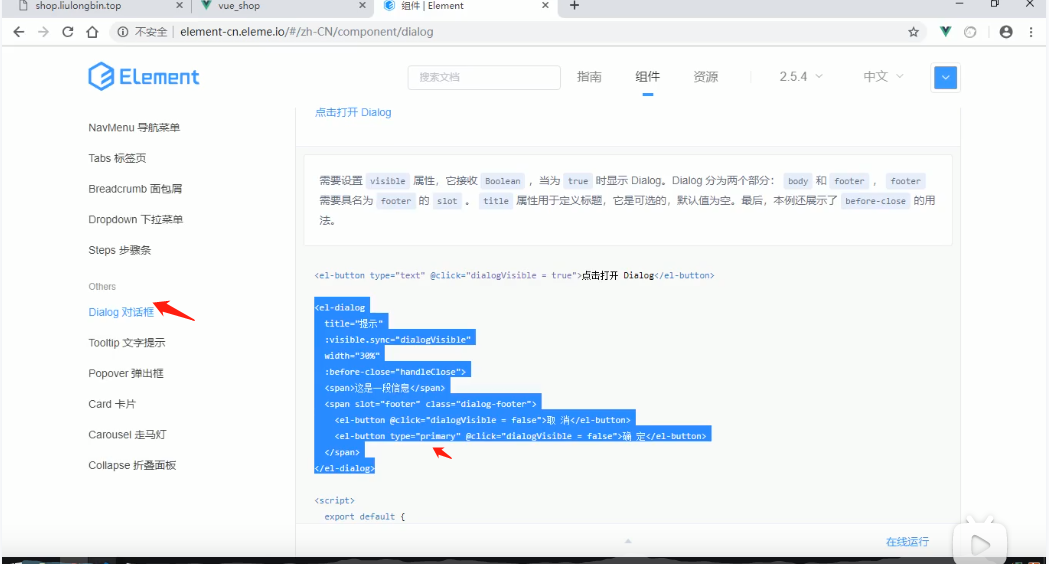 shop.liulongbin.top
vue_shop
组件 | Element
不安全 | element-cn.eleme.io/#/zh-CN/component/dialog
Element
搜索文档
指南
组件
资源
2.5.4
中文
NavMenu 导航菜单
Tabs 标签页
Breadcrumb 面包屑
Dropdown 下拉菜单
Steps 步骤条
Others
Dialog 对话框
Tooltip 文字提示
Popover 弹出框
Card 卡片
Carousel 走马灯
Collapse 折叠面板
点击打开 Dialog
需要设置 visible 属性，它接收 Boolean ，当为 true 时显示 Dialog。Dialog 分为两个部分： body 和 footer ， footer
需要具名为 footer 的 slot 。 title 属性用于定义标题，它是可选的，默认值为空。最后，本例还展示了 before-close 的用
法。
<el-button type="text" @click="dialogVisible = true">点击打开 Dialog</el-button>
<el-dialog
title="提示"
:visible.sync="dialogVisible"
width="30%"
:before-close="handleClose">
<span>这是一段信息</span>
<span slot="footer" class="dialog-footer">
<el-button @click="dialogVisible = false">取 消</el-button>
<el-button type="primary" @click="dialogVisible = false">确 定</el-button>
</span>
</el-dialog>
<script>
export default {
在线运行